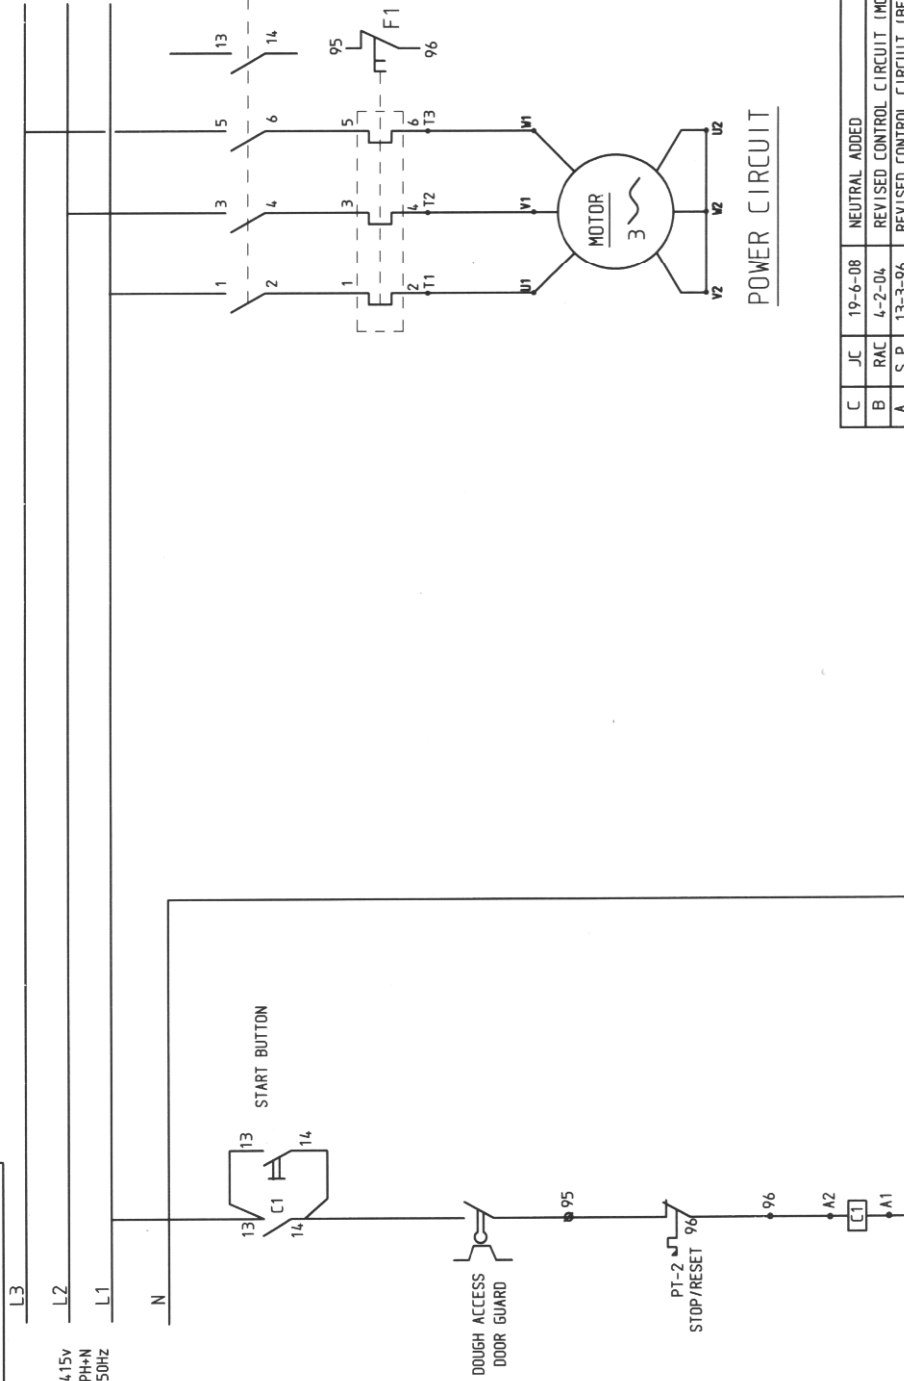 L3
L2
L1
N
415v
PH+N
50Hz
13
14
START BUTTON
13
C1
14
DOUGH ACCESS
DOOR GUARD
95
PT-2
96
STOP/RESET
96
A2
C1
A1
1
3
5
13
2
4
6
14
95
F1
96
1
3
5
2
4
6
T1
T2
T3
U1
V1
W1
MOTOR
3
V2
W2
U2
POWER CIRCUIT
C JC 19-6-08 NEUTRAL ADDED
B RAC 4-2-04 REVISED CONTROL CIRCUIT
A S.P 13-3-96 REVISED CONTROL CIRCUIT